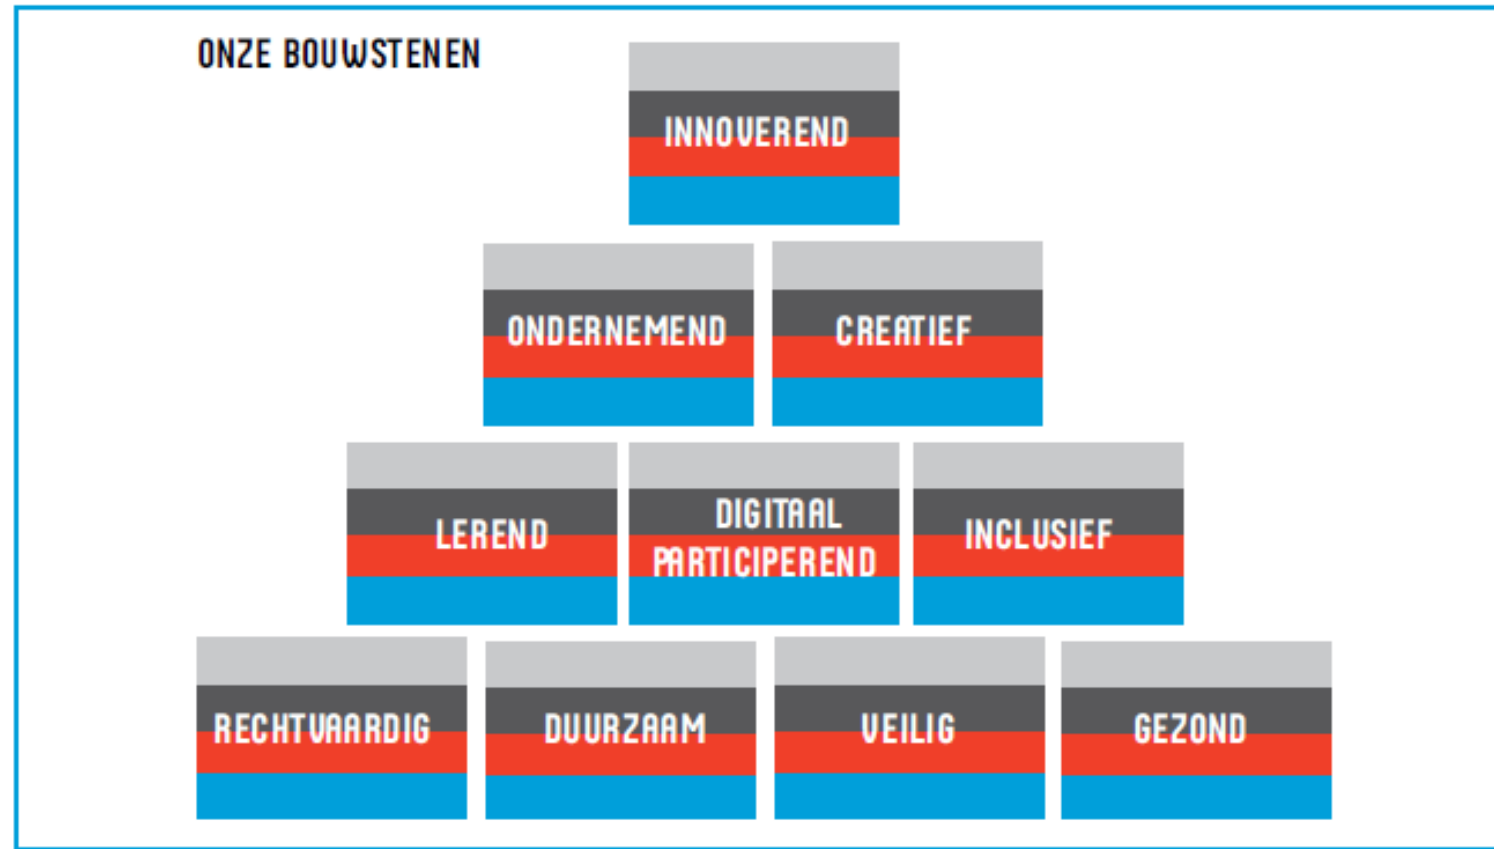 ONZE BOUWSTENEN
INNOVEREND
ONDERNEMEND
CREATIEF
LEREND
DIGITAAL
PARTICIPEREND
INCLUSIEF
RECHTVAARDIG
DUURZAAM
VEILIG
GEZOND